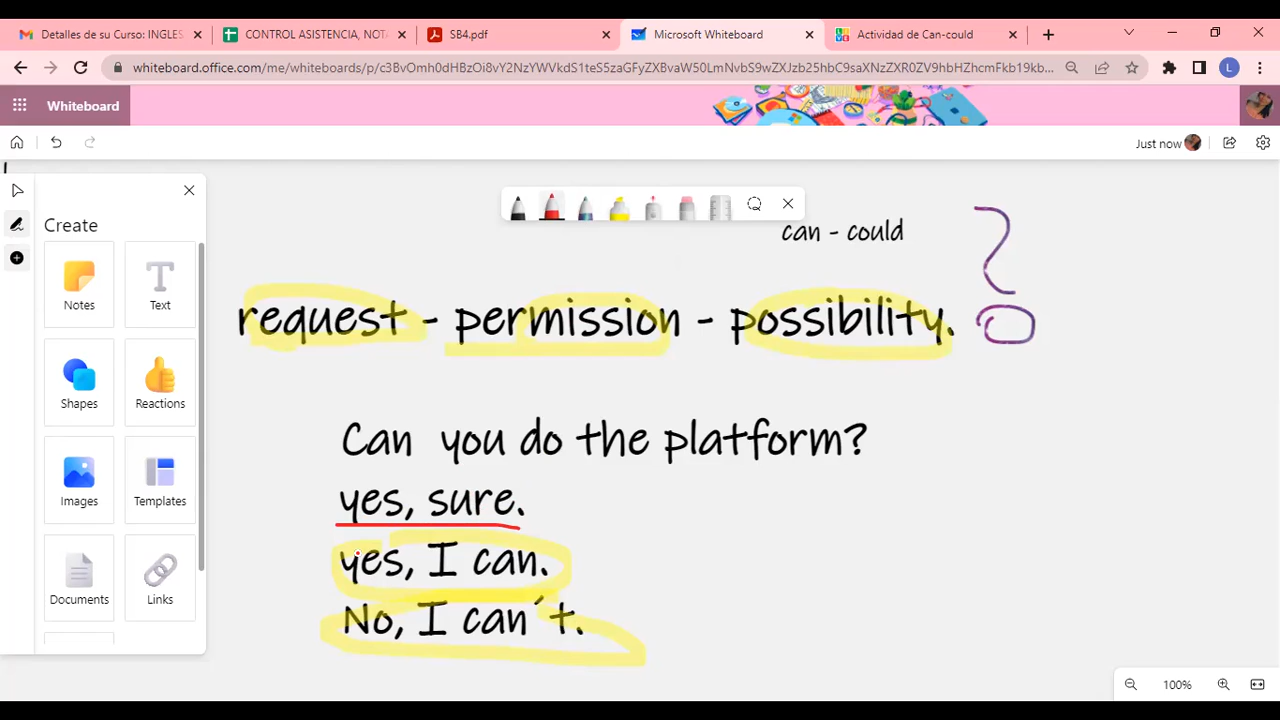 Detalles de su Curso: INGLES
CONTROL ASISTENCIA, NOT
SB4.pdf
Microsoft Whiteboard
Actividad de Can-could
whiteboard.office.com/me/whiteboards/p/
L
Whiteboard
Just now
Create
Notes
Text
Shapes
Reactions
Images
Templates
Documents
Links
can - could
request - permission - possibility.
?
Can you do the platform?
yes, sure.
yes, I can.
No, I can´t.
100%